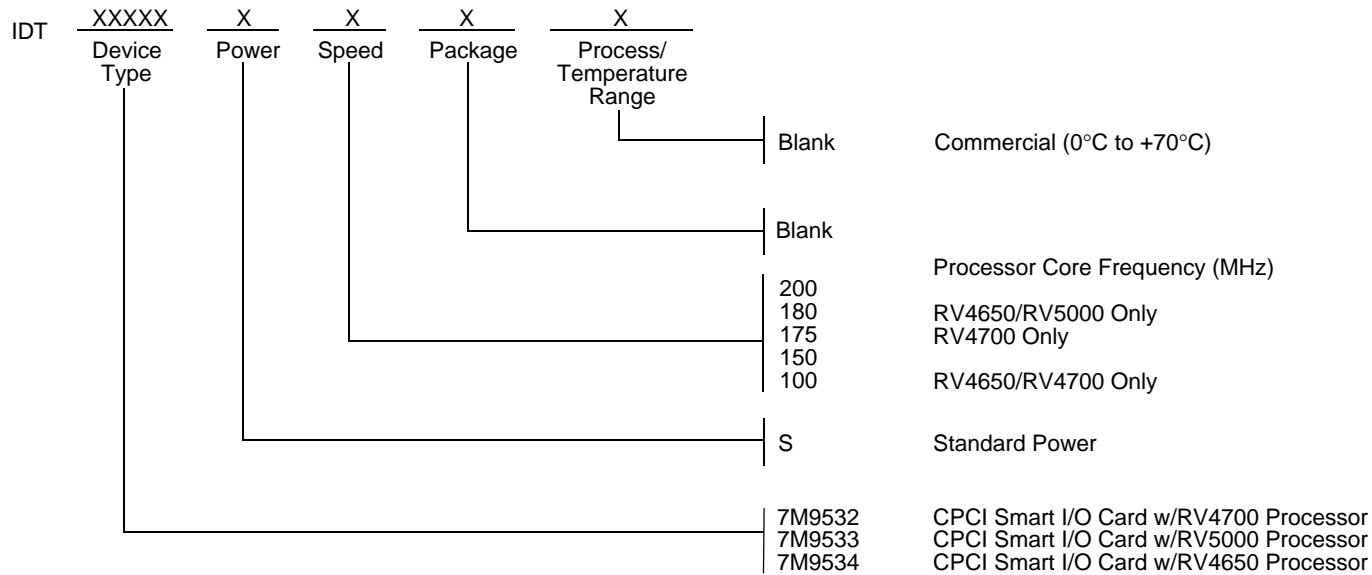 IDT XXXXX X X X X
Device Type Power Speed Package Process/ Temperature Range
Blank Commercial (0°C to +70°C)
Blank
Processor Core Frequency (MHz)
200
180 RV4650/RV5000 Only
175 RV4700 Only
150
100 RV4650/RV4700 Only
S Standard Power
7M9532 CPCI Smart I/O Card w/RV4700 Processor
7M9533 CPCI Smart I/O Card w/RV5000 Processor
7M9534 CPCI Smart I/O Card w/RV4650 Processor